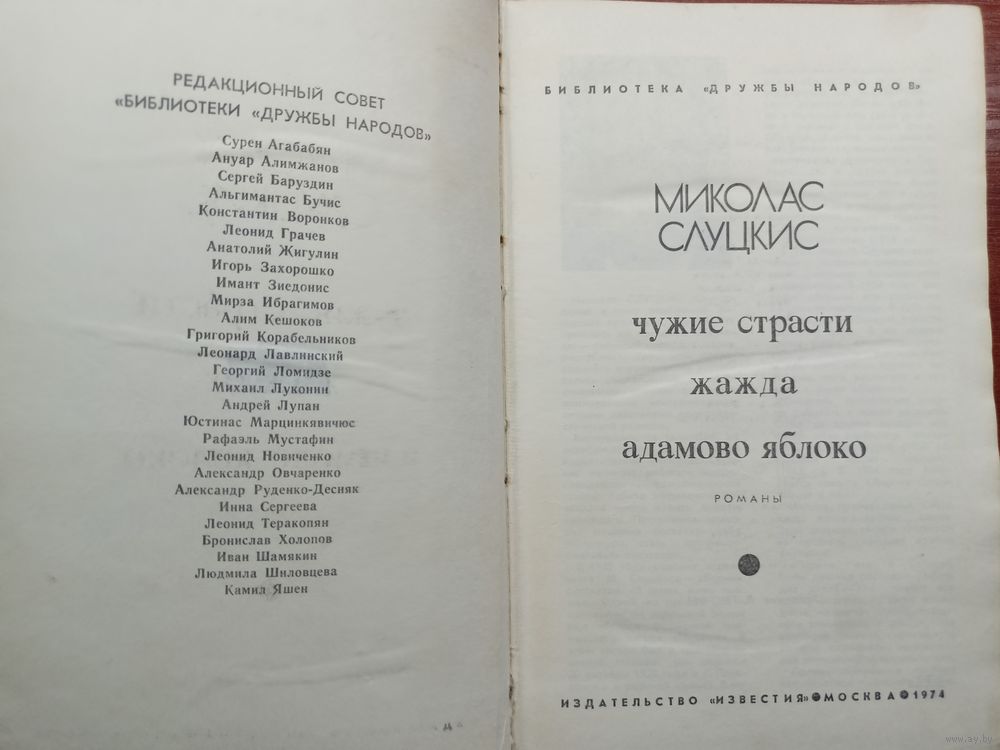 РЕДАКЦИОННЫЙ СОВЕТ
«БИБЛИОТЕКИ «ДРУЖБЫ НАРОДОВ»
Сурен Агабабян
Ануар Алимжанов
Сергей Баруздин
Альгимантас Бучис
Константин Воронков
Леонид Грачев
Анатолий Жигулин
Игорь Захорошко
Имант Зиедонис
Мирза Ибрагимов
Алим Кешоков
Григорий Корабельников
Леонард Лавлинский
Георгий Ломидзе
Михаил Луконин
Андрей Лупан
Юстинас Марцинкявичюс
Рафаэль Мустафин
Леонид Новиченко
Александр Овчаренко
Александр Руденко-Десняк
Инна Сергеева
Леонид Теракопян
Бронислав Холопов
Иван Шамякин
Людмила Шиловцева
Камил Яшен
БИБЛИОТЕКА «ДРУЖБЫ НАРОДОВ»
МИКОЛАС
СЛУЦКИС
чужие страсти
жажда
адамово яблоко
РОМАНЫ
ИЗДАТЕЛЬСТВО «ИЗВЕСТИЯ» МОСКВА 1974
www.ay.by